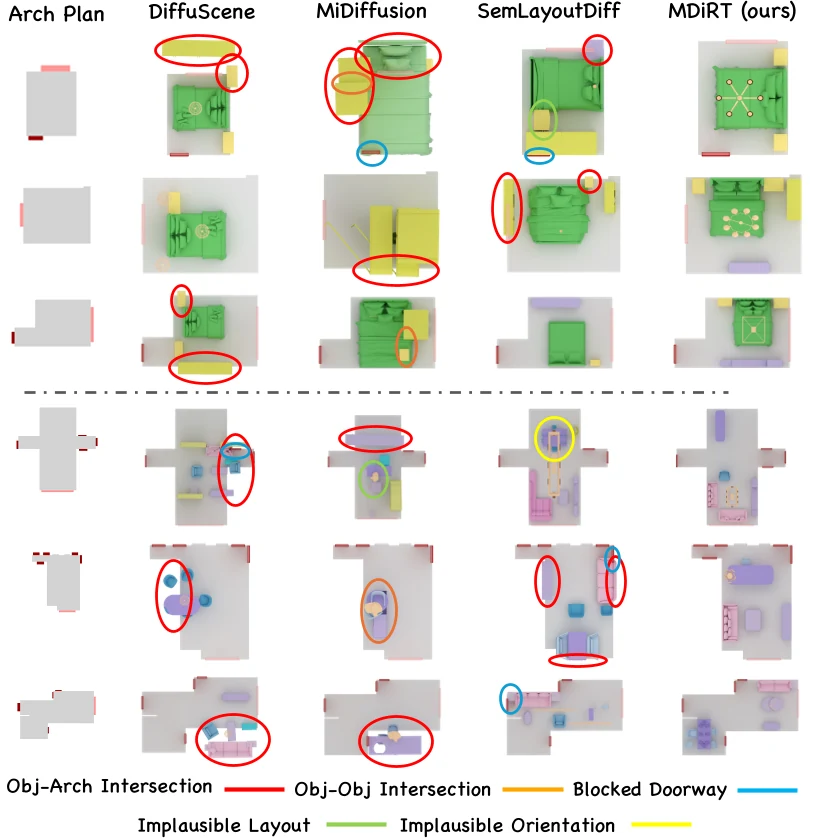 Arch Plan DiffuScene MiDiffusion SemLayoutDiff MDiRT (ours)
Obj-Arch Intersection Obj-Obj Intersection Blocked Doorway
Implausible Layout Implausible Orientation